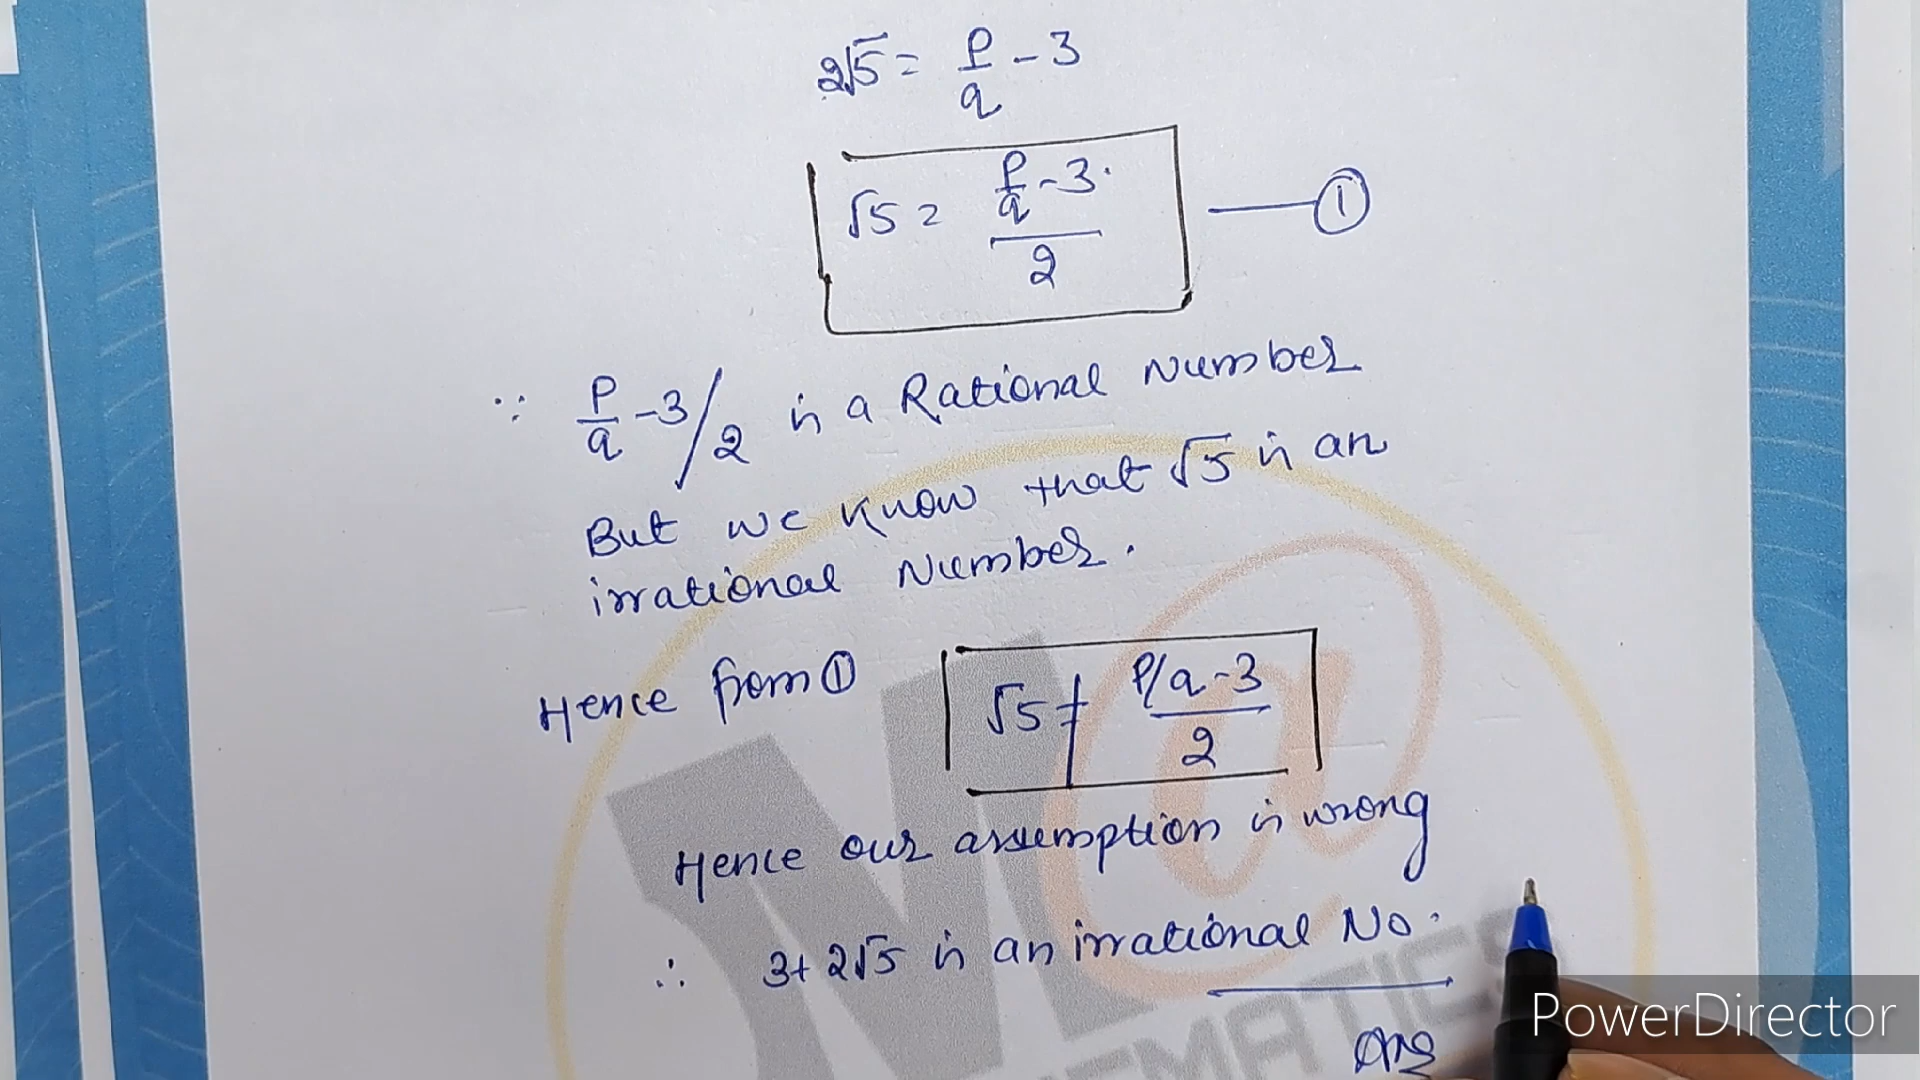 2√5 = p/q - 3
√5 = (p/q - 3)/2 — ①
∵ p/q - 3/2 is a Rational Number
But we know that √5 is an
irrational Number.
Hence from ① √5 ≠ (p/q - 3)/2
Hence our assumption is wrong
∴ 3+2√5 is an irrational No.
Ans
PowerDirector